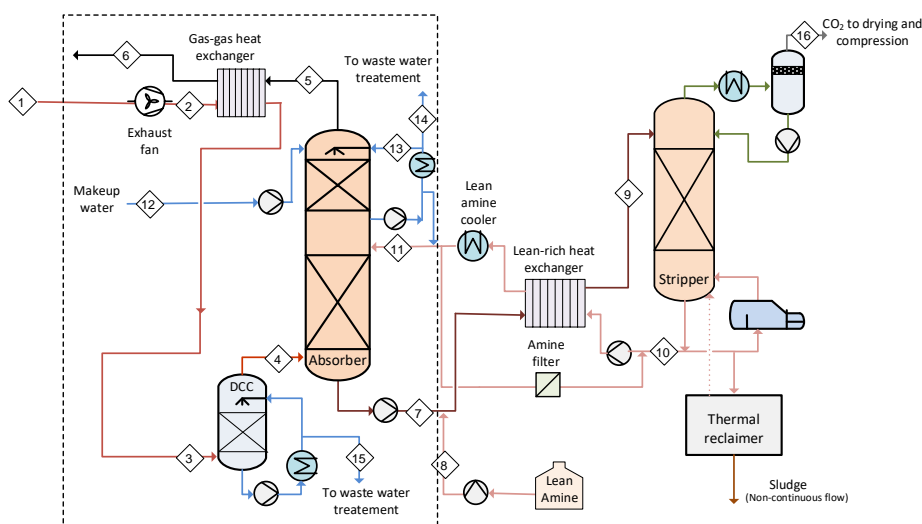 CO₂ to drying and
compression
16
Gas-gas heat
exchanger
6
5
To waste water
treatement
1
2
Exhaust
fan
14
13
Makeup
water
12
Lean
amine
cooler
9
11
Lean-rich heat
exchanger
Stripper
4
Absorber
Amine
filter
10
DCC
7
Thermal
reclaimer
3
15
8
To waste water
treatement
Lean
Amine
Sludge
(Non-continuous flow)